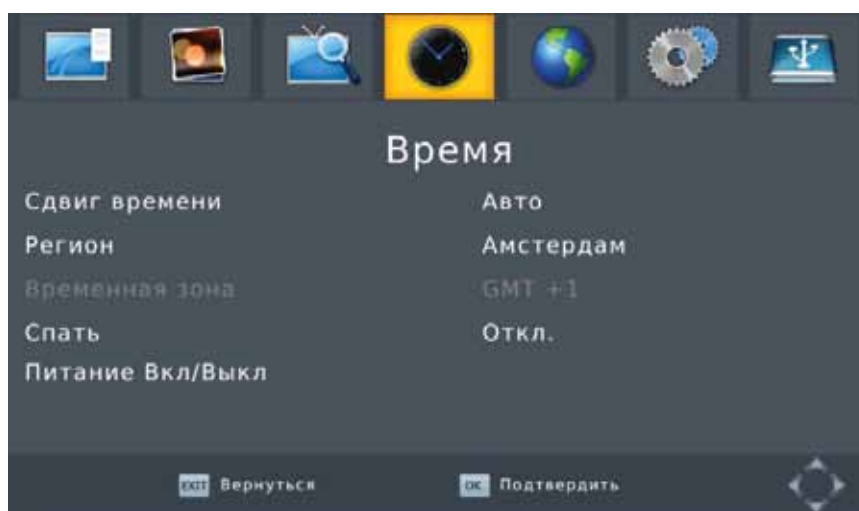 Время
Сдвиг времени Авто
Регион Амстердам
Временная зона GMT +1
Спать Откл.
Питание Вкл/Выкл
EXIT Вернуться OK Подтвердить